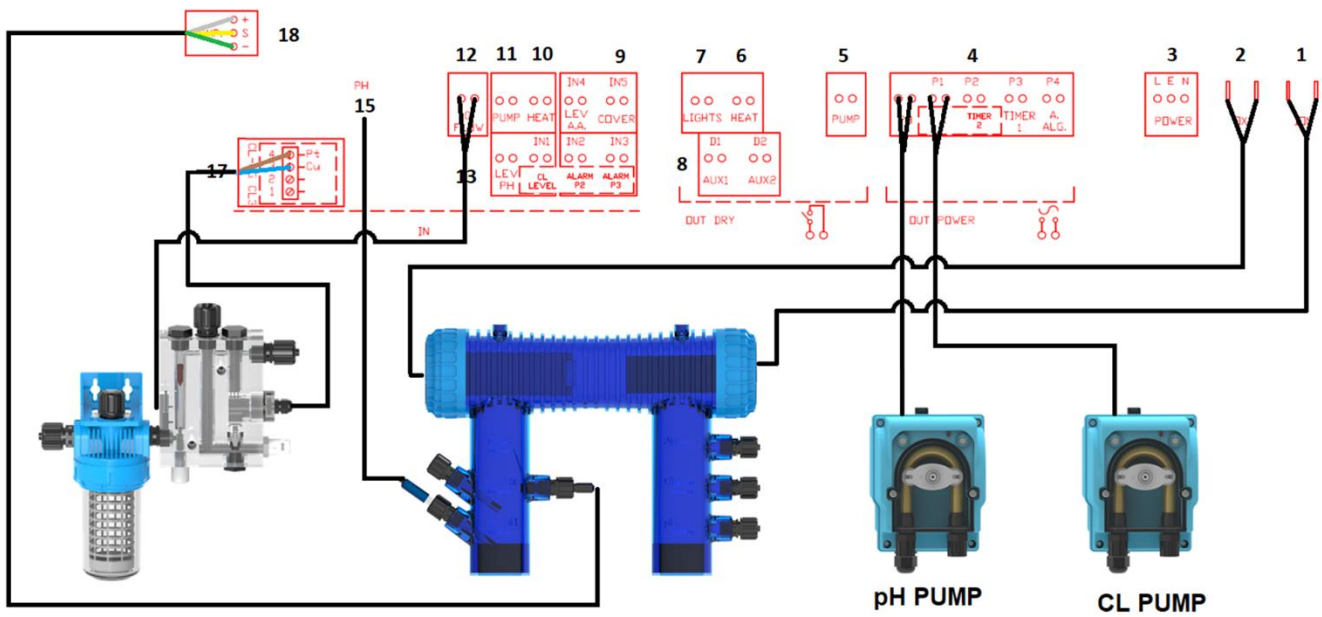 +
S
-
18
12
11
10
9
7
6
5
4
3
2
1
PH
15
IN4
IN5
P1
P2
P3
P4
L E N
PUMP
HEAT
LEV
A.A.
COVER
LIGHTS
HEAT
PUMP
TIMER
2
TIMER
1
A.
ALG.
POWER
17
4
Pt
Cu
2
1
13
IN1
IN2
IN3
LEV
PH
CL
LEVEL
ALARM
P2
ALARM
P3
8
D1
D2
AUX1
AUX2
IN
OUT DRY
OUT POWER
pH PUMP
CL PUMP